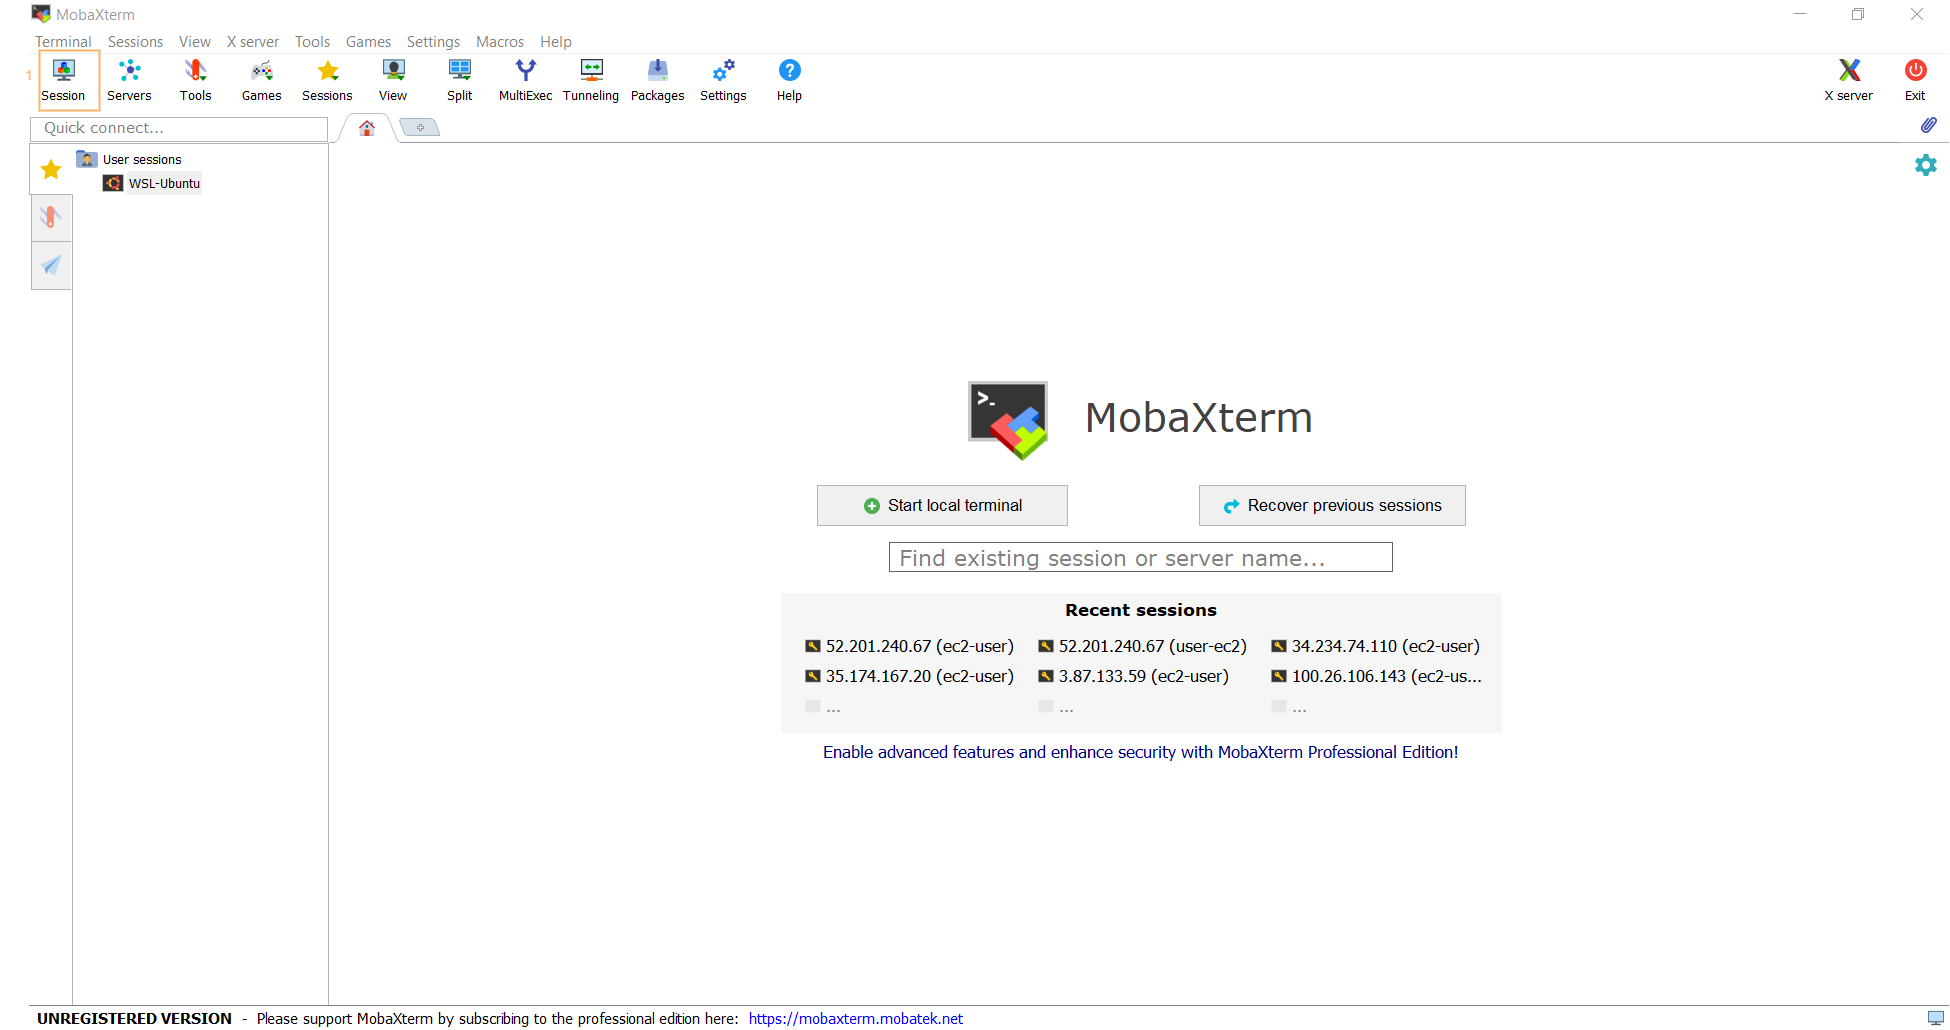 MobaXterm
Terminal Sessions View X server Tools Games Settings Macros Help
1
Session Servers Tools Games Sessions View Split MultiExec Tunneling Packages Settings Help X server Exit
Quick connect...
User sessions
WSL-Ubuntu
>_
MobaXterm
Start local terminal Recover previous sessions
Find existing session or server name...
Recent sessions
52.201.240.67 (ec2-user) 52.201.240.67 (user-ec2) 34.234.74.110 (ec2-user)
35.174.167.20 (ec2-user) 3.87.133.59 (ec2-user) 100.26.106.143 (ec2-us...
... ... ...
Enable advanced features and enhance security with MobaXterm Professional Edition!
UNREGISTERED VERSION - Please support MobaXterm by subscribing to the professional edition here: https://mobaxterm.mobatek.net